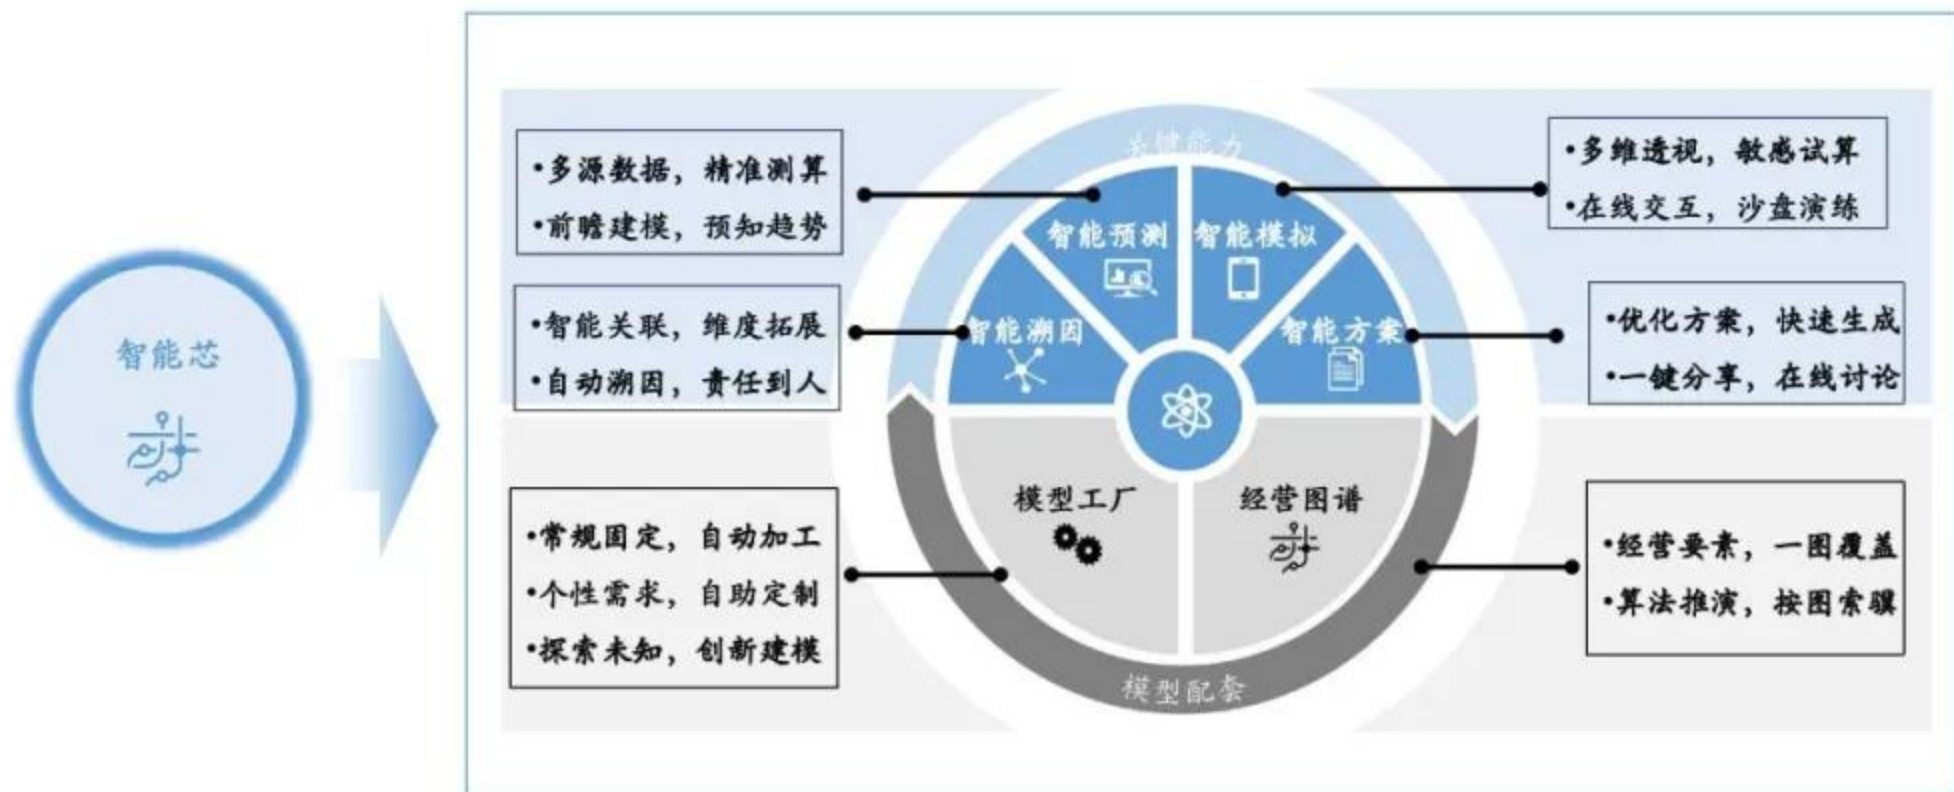 智能芯
关键能力
•多源数据，精准测算
•前瞻建模，预知趋势
•多维透视，敏感试算
•在线交互，沙盘演练
智能预测
智能模拟
•智能关联，维度拓展
•自动溯因，责任到人
智能溯因
智能方案
•优化方案，快速生成
•一键分享，在线讨论
模型工厂
经营图谱
•常规固定，自动加工
•个性需求，自助定制
•探索未知，创新建模
•经营要素，一图覆盖
•算法推演，按图索骥
模型配套